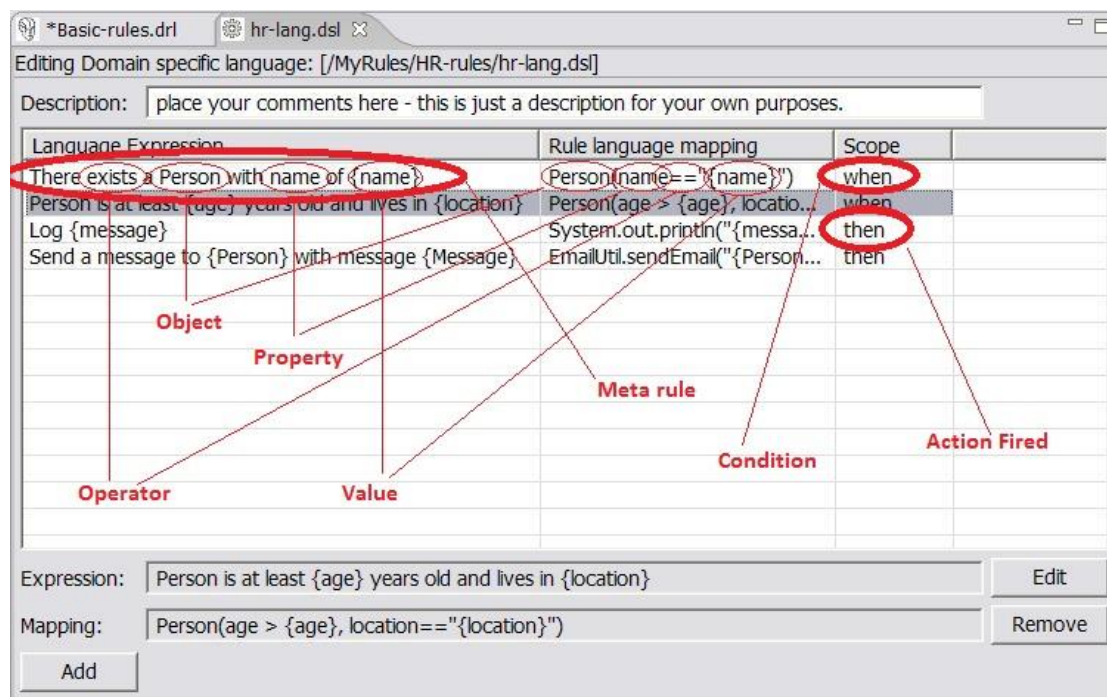 *Basic-rules.drl hr-lang.dsl
Editing Domain specific language: [/MyRules/HR-rules/hr-lang.dsl]
Description: place your comments here - this is just a description for your own purposes.
Language Expression Rule language mapping Scope
There exists a Person with name of {name} Person(name=="{name}") when
Person is at least {age} years old and lives in {location} Person(age > {age}, locatio... when
Log {message} System.out.println("{messa... then
Send a message to {Person} with message {Message} EmailUtil.sendEmail("{Person... then
Object
Property
Meta rule
Action Fired
Condition
Operator Value
Expression: Person is at least {age} years old and lives in {location} Edit
Mapping: Person(age > {age}, location=="{location}") Remove
Add